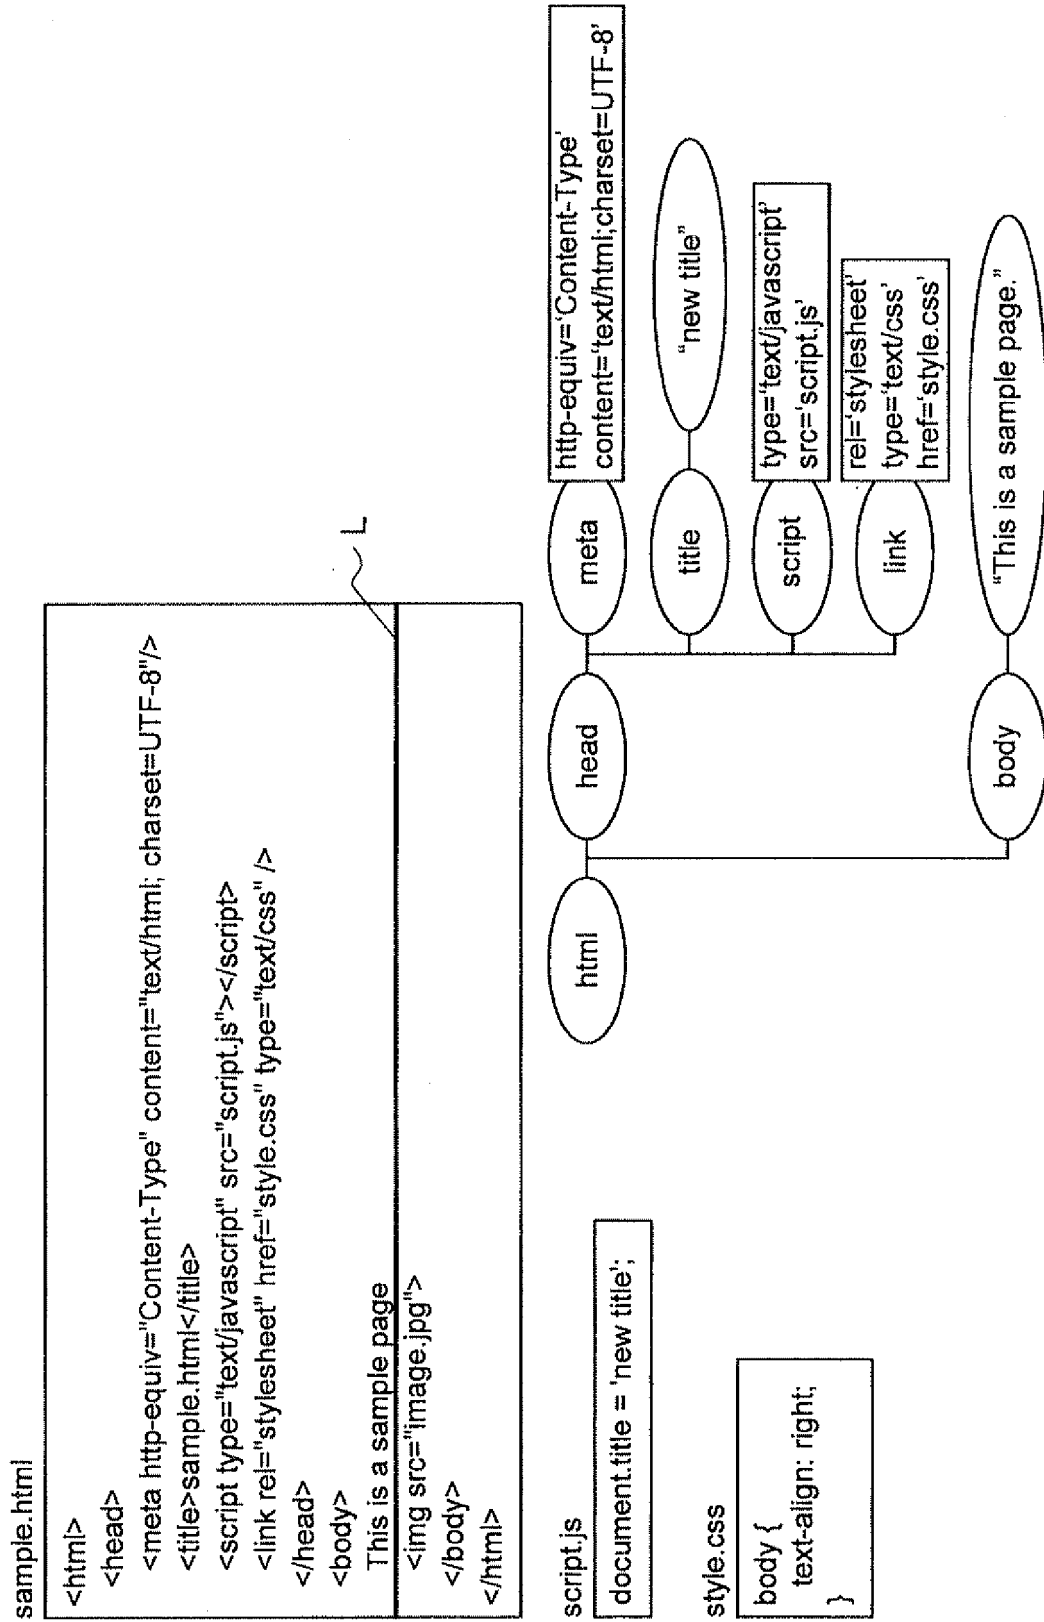 sample.html
<html>
<head>
<meta http-equiv="Content-Type" content="text/html; charset=UTF-8"/>
<title>sample.html</title>
<script type="text/javascript" src="script.js"></script>
<link rel="stylesheet" href="style.css" type="text/css" />
</head>
<body>
This is a sample page
<img src="image.jpg">
</body>
</html>
L
script.js
document.title = 'new title';
style.css
body {
text-align: right;
}
html
head
meta
http-equiv='Content-Type'
content='text/html;charset=UTF-8'
title
"new title"
script
type='text/javascript'
src='script.js'
link
rel='stylesheet'
type='text/css'
href='style.css'
body
"This is a sample page."